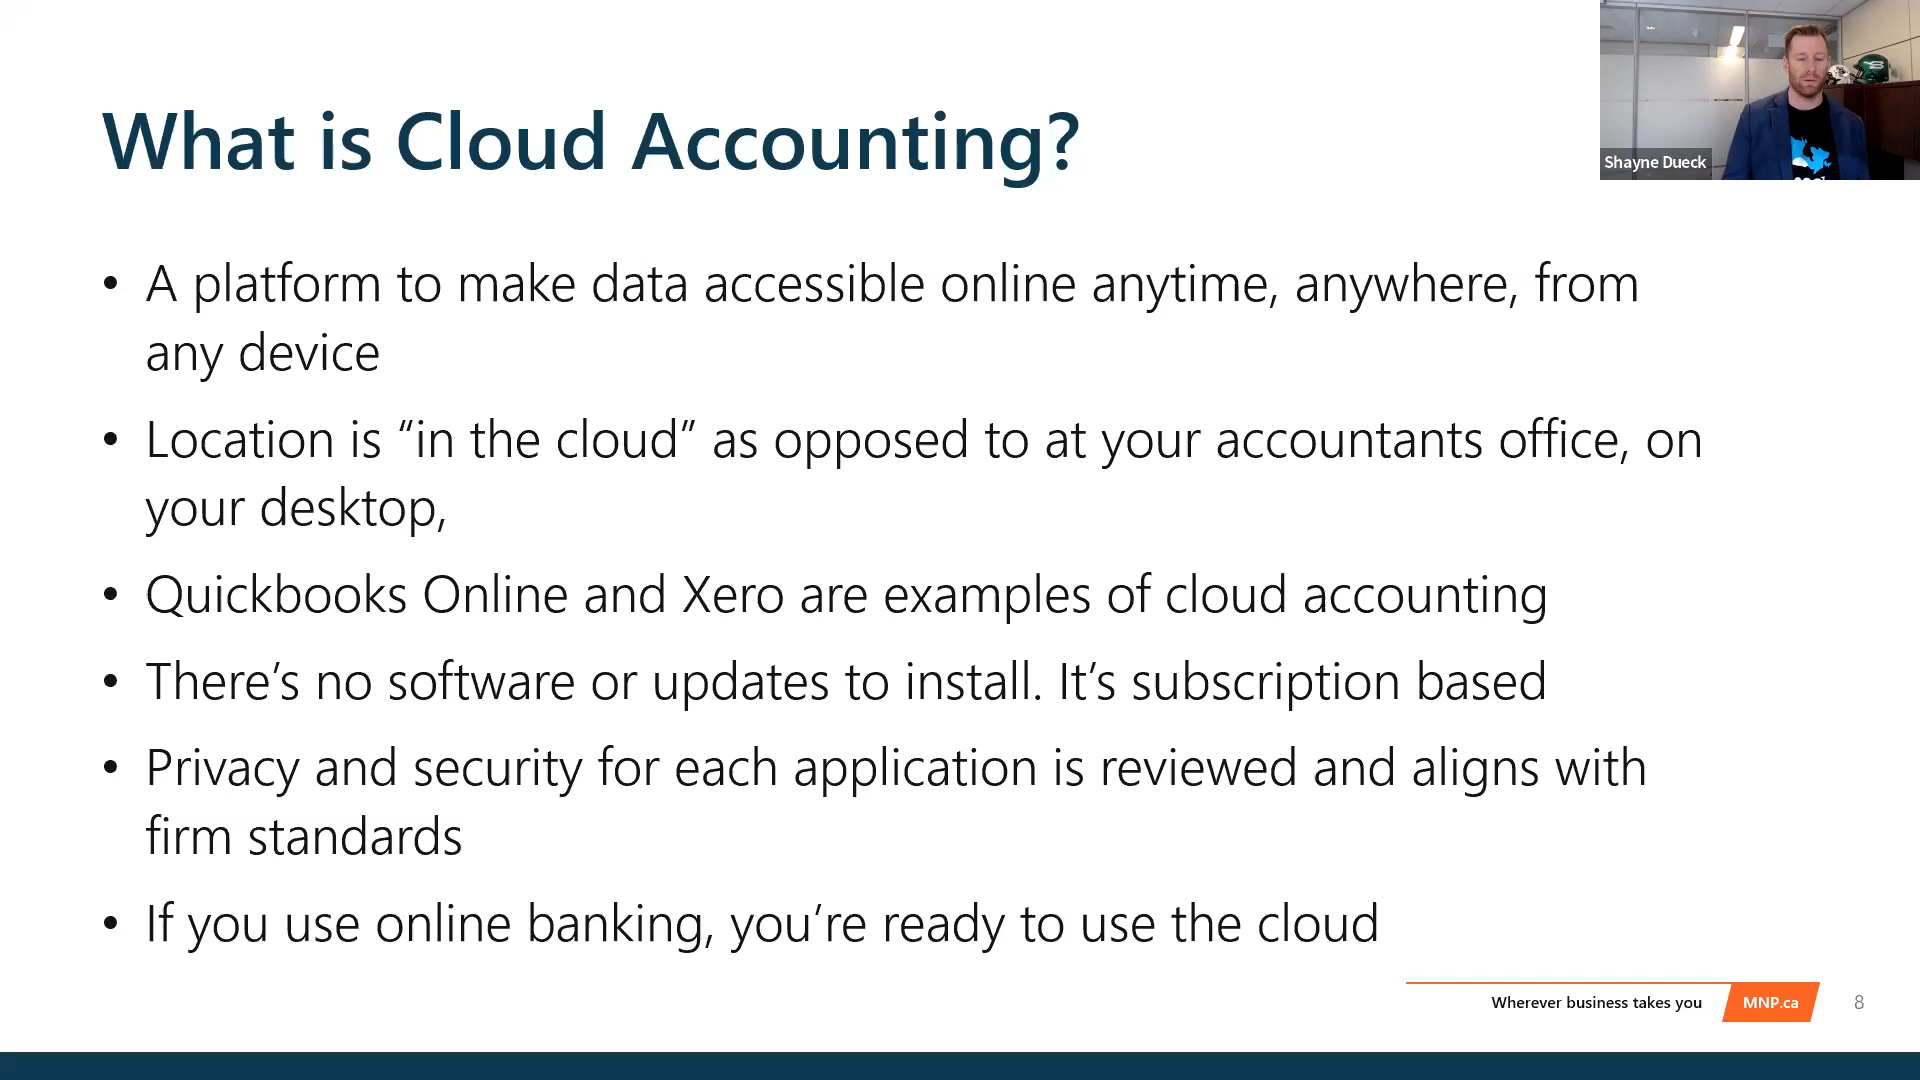 What is Cloud Accounting?
Shayne Dueck
• A platform to make data accessible online anytime, anywhere, from
any device
• Location is “in the cloud” as opposed to at your accountants office, on
your desktop,
• Quickbooks Online and Xero are examples of cloud accounting
• There’s no software or updates to install. It’s subscription based
• Privacy and security for each application is reviewed and aligns with
firm standards
• If you use online banking, you’re ready to use the cloud
Wherever business takes you
MNP.ca
8